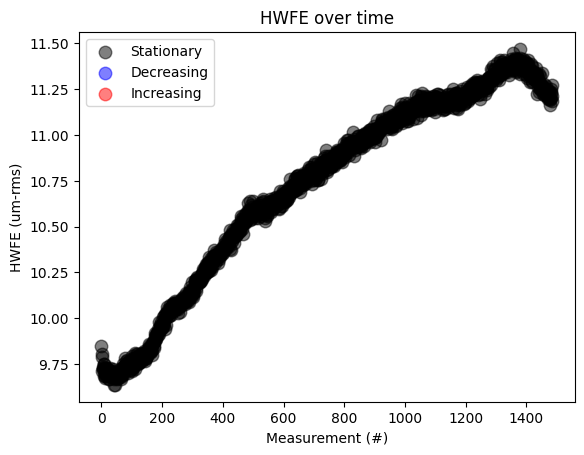 HWFE over time
Stationary
Decreasing
Increasing
HWFE (um-rms)
11.50
11.25
11.00
10.75
10.50
10.25
10.00
9.75
0 200 400 600 800 1000 1200 1400
Measurement (#)